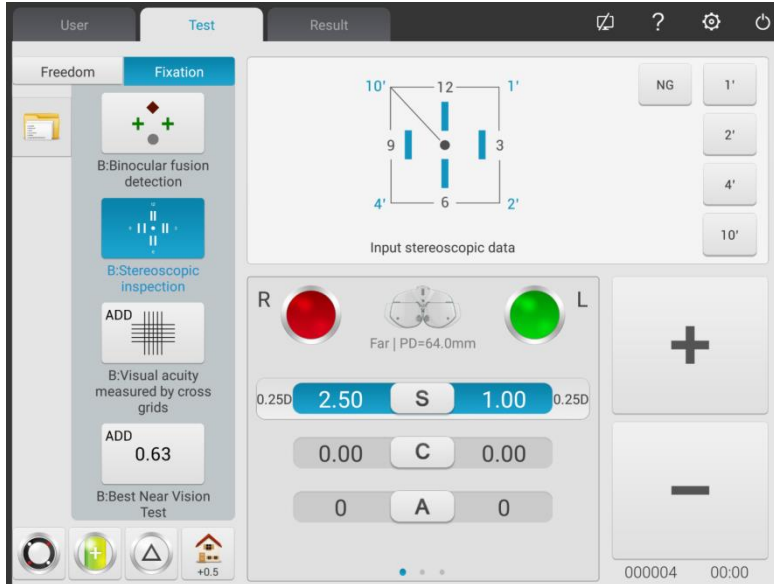 User
Test
Result
?
Freedom
Fixation
B:Binocular fusion
detection
B:Stereoscopic
inspection
ADD
B:Visual acuity
measured by cross
grids
ADD
0.63
B:Best Near Vision
Test
+0.5
10' 12 1'
9 3
4' 6 2'
Input stereoscopic data
NG
1'
2'
4'
10'
R L
Far | PD=64.0mm
0.25D 2.50 S 1.00 0.25D
0.00 C 0.00
0 A 0
+
−
000004 00:00